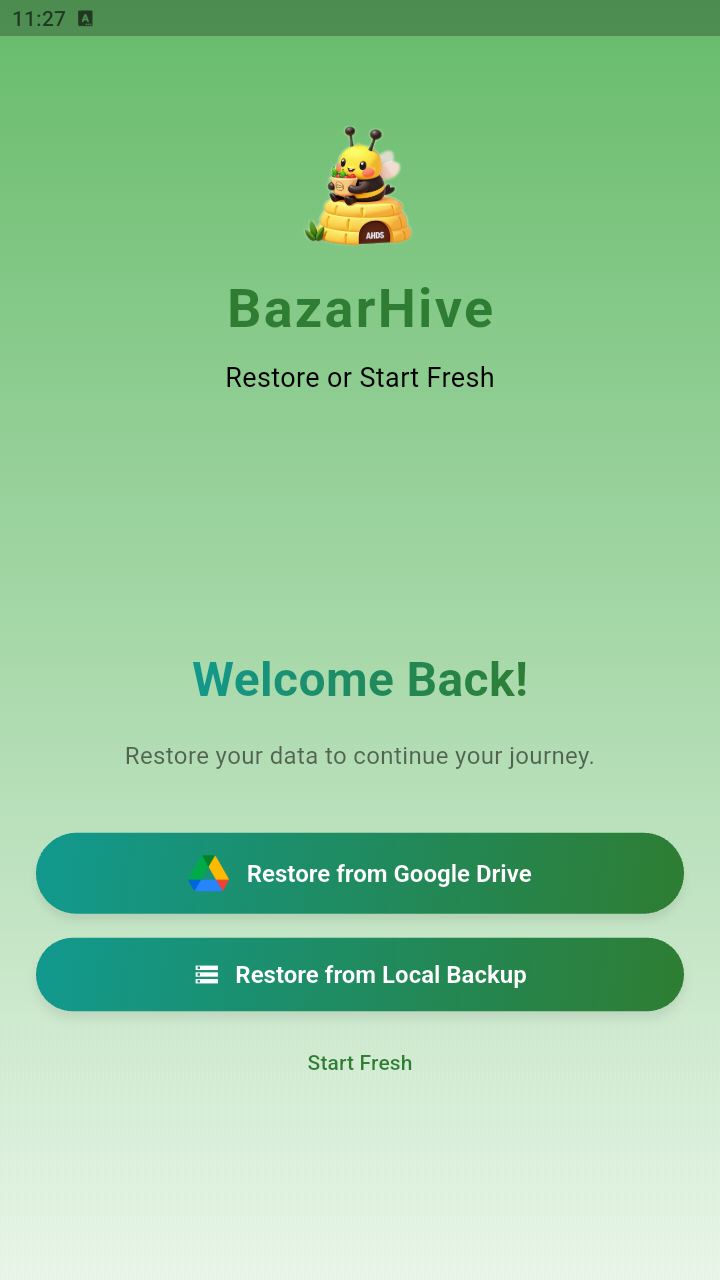 11:27
AHDS
BazarHive
Restore or Start Fresh
Welcome Back!
Restore your data to continue your journey.
Restore from Google Drive
Restore from Local Backup
Start Fresh